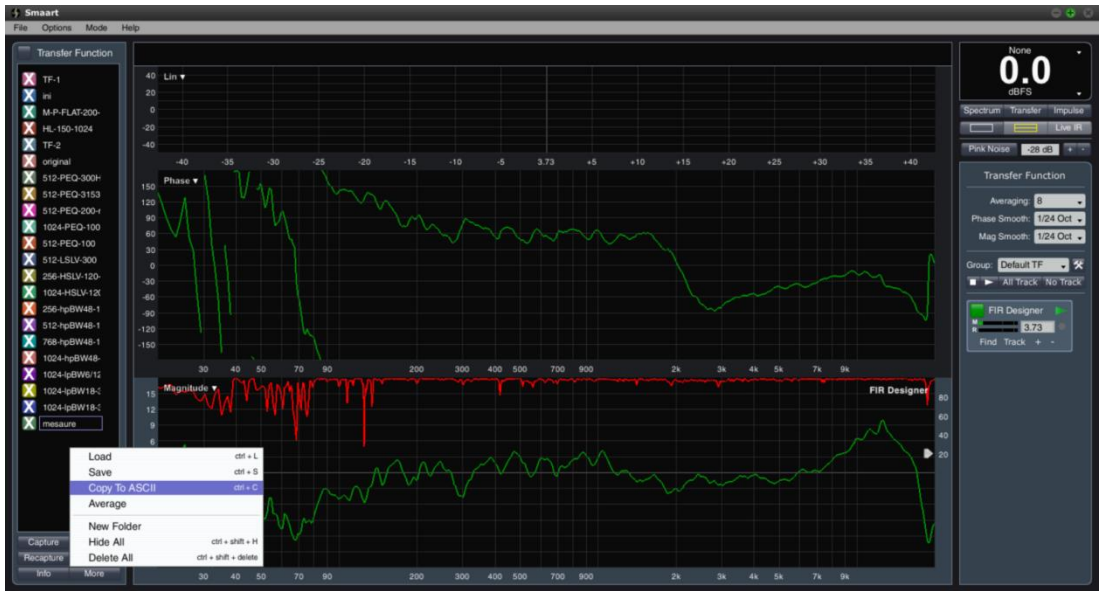 Smaart
File Options Mode Help
Transfer Function
TF-1
ini
M-P-FLAT-200-
HL-150-1024
TF-2
original
512-PEQ-300H
512-PEQ-3153
512-PEQ-200-r
1024-PEQ-100
512-PEQ-100
512-LSLV-300
256-HSLV-120-
1024-HSLV-12(
256-hpBW48-1
512-hpBW48-1
768-hpBW48-1
1024-hpBW48-
1024-lpBW6/12
1024-lpBW18-3
1024-lpBW18-3
mesaure
Capture
Recapture
Info More
Load ctrl + L
Save ctrl + S
Copy To ASCII ctrl + C
Average
New Folder
Hide All ctrl + shift + H
Delete All ctrl + shift + delete
Lin
40
20
0
-20
-40
-40 -35 -30 -25 -20 -15 -10 -5 3.73 +5 +10 +15 +20 +25 +30 +35 +40
Phase
150
120
90
60
30
0
-30
-60
-90
-120
-150
30 40 50 70 90 200 300 400 500 700 900 2k 3k 4k 5k 7k 9k
Magnitude
FIR Designer
15
12
9
6
80
60
40
20
30 40 50 70 90 200 300 400 500 700 900 2k 3k 4k 5k 7k 9k
None
0.0
dBFS
Spectrum Transfer Impulse
Live IR
Pink Noise -28 dB + -
Transfer Function
Averaging: 8
Phase Smooth: 1/24 Oct
Mag Smooth: 1/24 Oct
Group: Default TF
All Track No Track
FIR Designer
M
R
3.73
Find Track + -